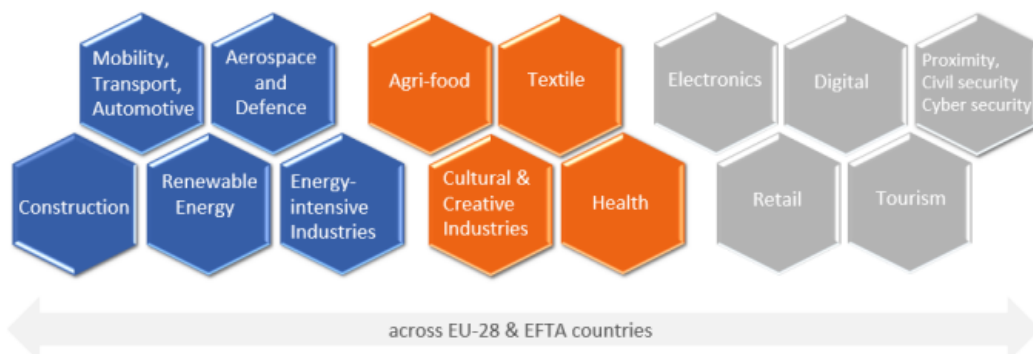 Mobility,
Transport,
Automotive
Aerospace
and
Defence
Agri-food
Textile
Electronics
Digital
Proximity,
Civil security
Cyber security
Construction
Renewable
Energy
Energy-
intensive
Industries
Cultural &
Creative
Industries
Health
Retail
Tourism
across EU-28 & EFTA countries